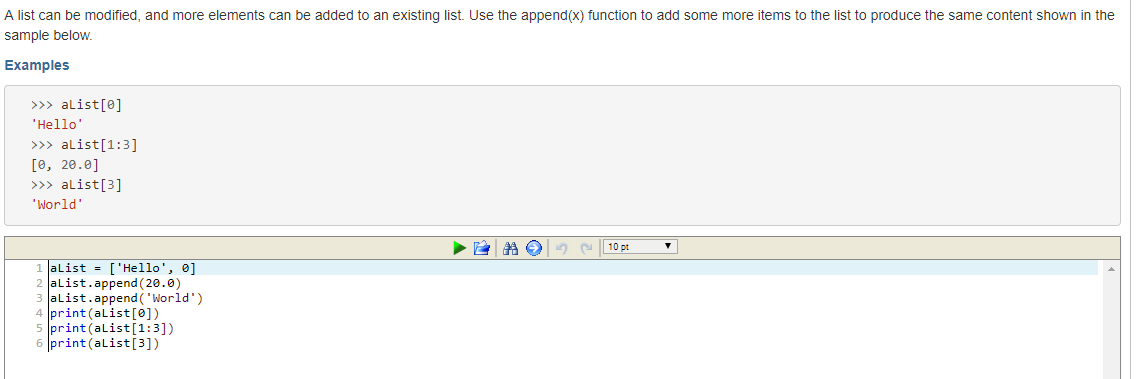 A list can be modified, and more elements can be added to an existing list. Use the append(x) function to add some more items to the list to produce the same content shown in the
sample below.
Examples
>>> aList[0]
'Hello'
>>> aList[1:3]
[0, 20.0]
>>> aList[3]
'World'
10 pt
1 aList = ['Hello', 0]
2 aList.append(20.0)
3 aList.append('World')
4 print(aList[0])
5 print(aList[1:3])
6 print(aList[3])